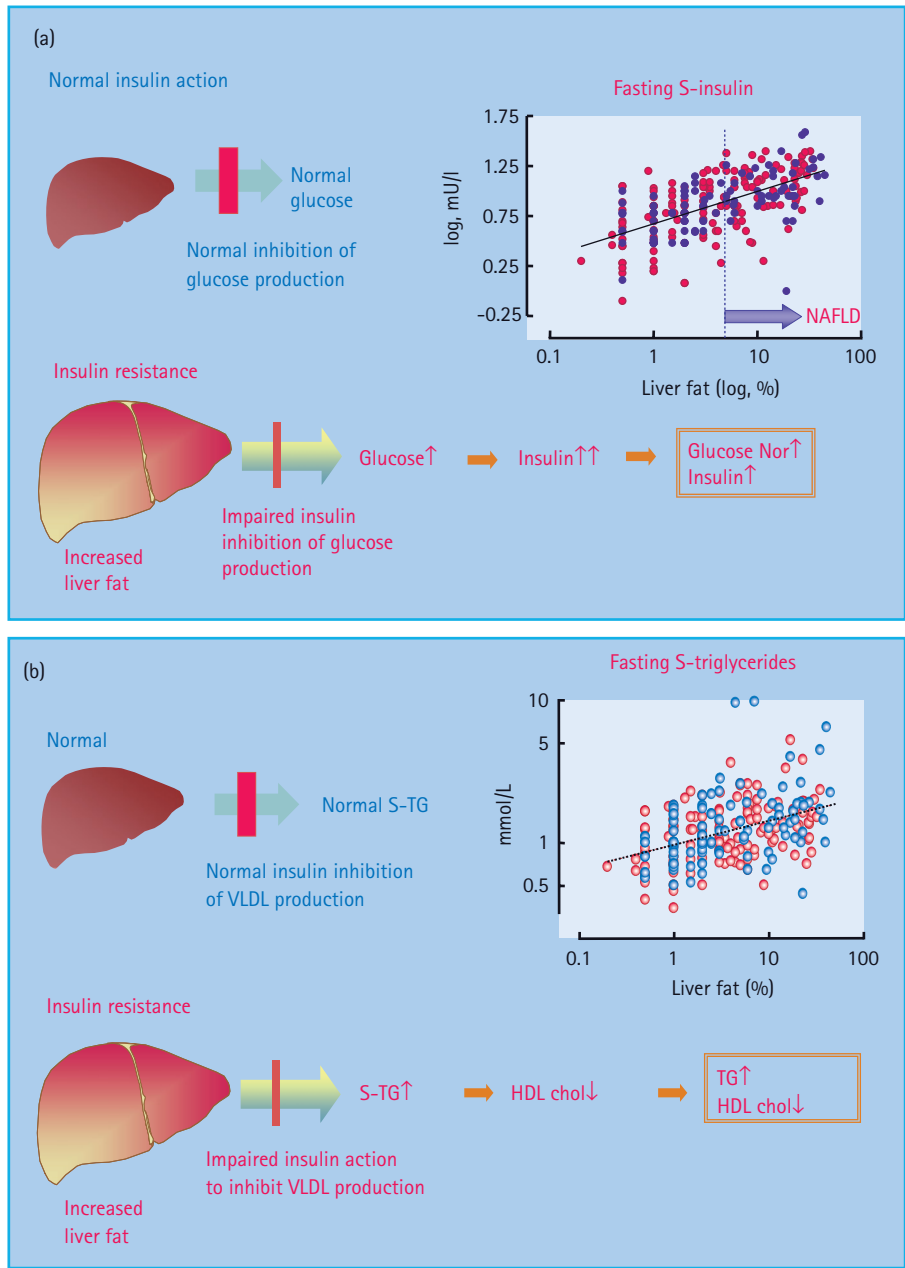 (a)
Normal insulin action
Normal
glucose
Normal inhibition of
glucose production
Fasting S-insulin
1.75
1.25
0.75
0.25
−0.25
log, mU/l
NAFLD
0.1
1
10
100
Liver fat (log, %)
Insulin resistance
Increased
liver fat
Impaired insulin
inhibition of glucose
production
Glucose↑
Insulin↑↑
Glucose Nor↑
Insulin↑
(b)
Normal
Normal S-TG
Normal insulin inhibition
of VLDL production
Fasting S-triglycerides
10
5
1
0.5
mmol/L
0.1
1
10
100
Liver fat (%)
Insulin resistance
Increased
liver fat
Impaired insulin action
to inhibit VLDL production
S-TG↑
HDL chol↓
TG↑
HDL chol↓